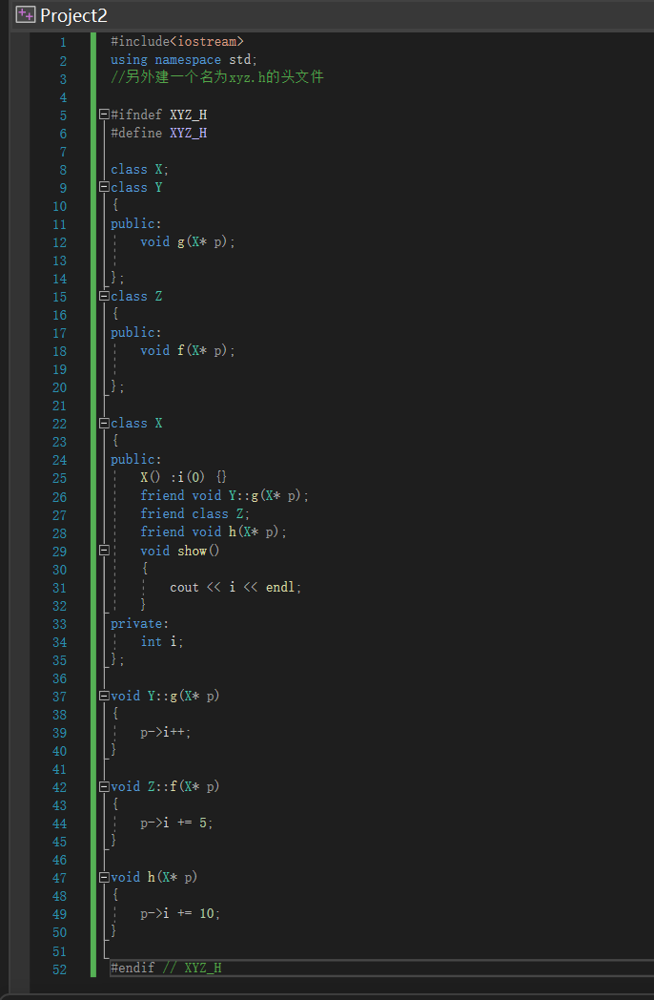 Project2
1 #include<iostream>
2 using namespace std;
3 //另外建一个名为xyz.h的头文件
4
5 #ifndef XYZ_H
6 #define XYZ_H
7
8 class X;
9 class Y
10 {
11 public:
12 void g(X* p);
13
14 };
15 class Z
16 {
17 public:
18 void f(X* p);
19
20 };
21
22 class X
23 {
24 public:
25 X() :i(0) {}
26 friend void Y::g(X* p);
27 friend class Z;
28 friend void h(X* p);
29 void show()
30 {
31 cout << i << endl;
32 }
33 private:
34 int i;
35 };
36
37 void Y::g(X* p)
38 {
39 p->i++;
40 }
41
42 void Z::f(X* p)
43 {
44 p->i += 5;
45 }
46
47 void h(X* p)
48 {
49 p->i += 10;
50 }
51
52 #endif // XYZ_H